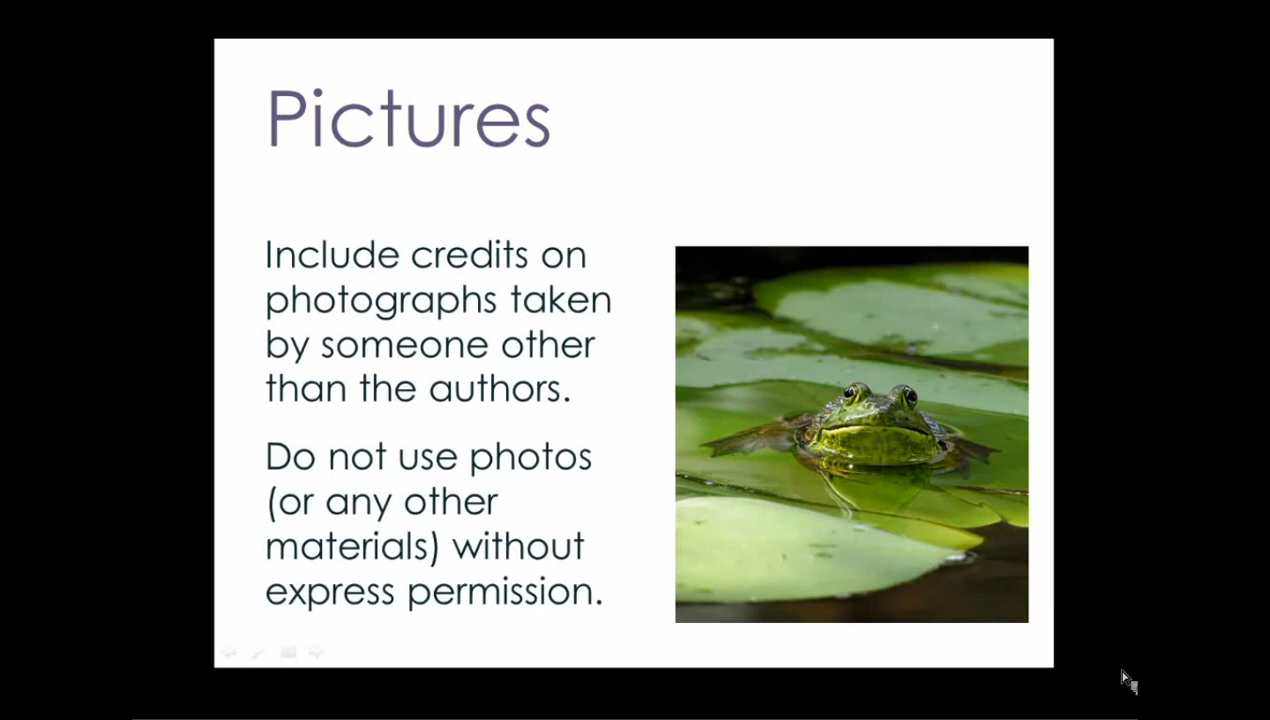 Pictures
Include credits on
photographs taken
by someone other
than the authors.
Do not use photos
(or any other
materials) without
express permission.